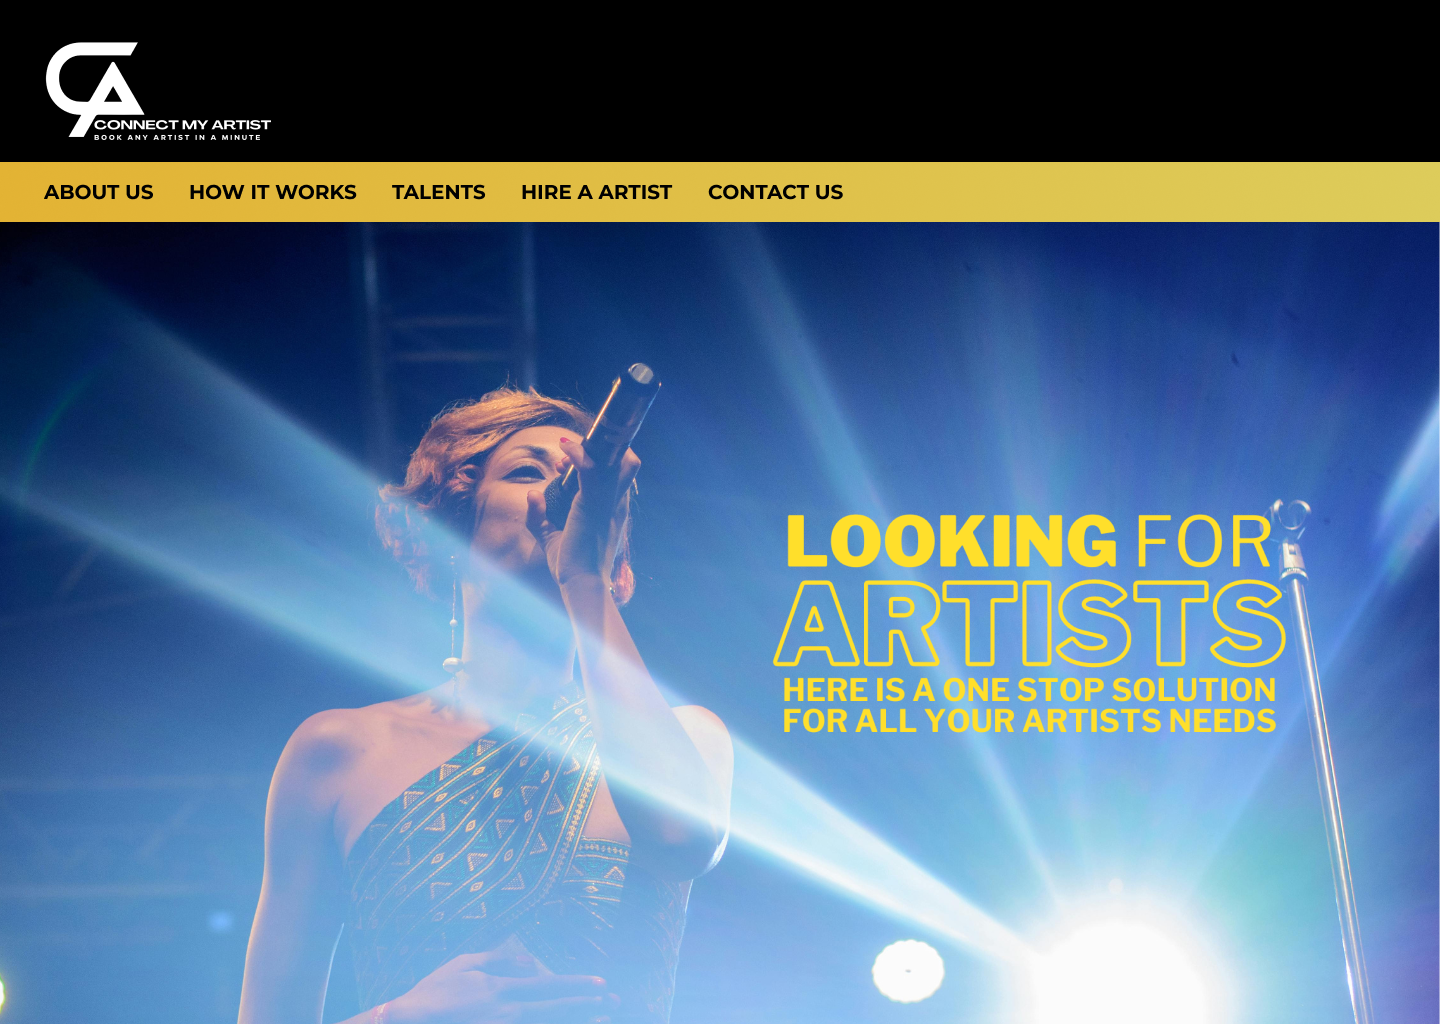 CONNECT MY ARTIST
BOOK ANY ARTIST IN A MINUTE
ABOUT US HOW IT WORKS TALENTS HIRE A ARTIST CONTACT US
LOOKING FOR
ARTISTS
HERE IS A ONE STOP SOLUTION
FOR ALL YOUR ARTISTS NEEDS